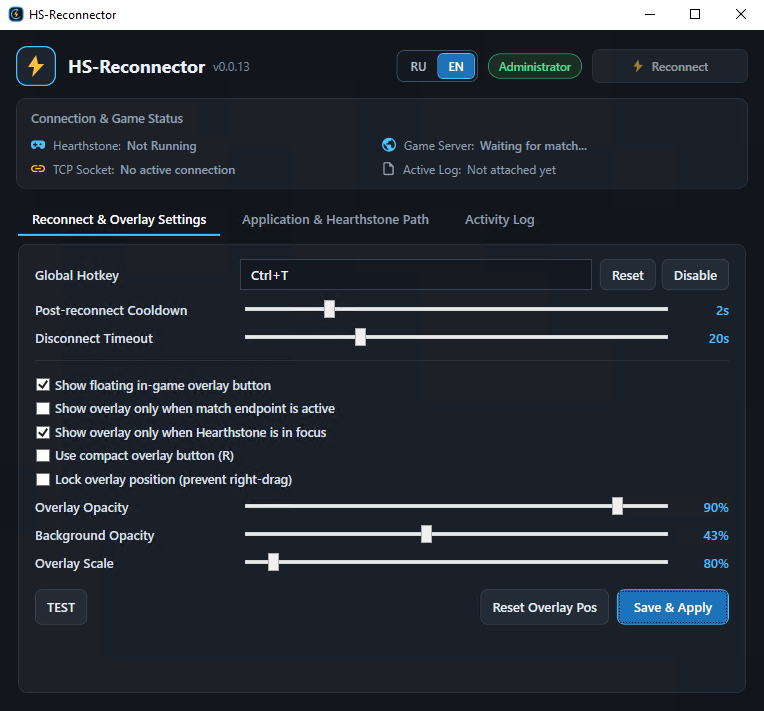 HS-Reconnector
HS-Reconnector v0.0.13 RU EN Administrator Reconnect
Connection & Game Status
Hearthstone: Not Running Game Server: Waiting for match...
TCP Socket: No active connection Active Log: Not attached yet
Reconnect & Overlay Settings Application & Hearthstone Path Activity Log
Global Hotkey Ctrl+T Reset Disable
Post-reconnect Cooldown 2s
Disconnect Timeout 20s
Show floating in-game overlay button
Show overlay only when match endpoint is active
Show overlay only when Hearthstone is in focus
Use compact overlay button (R)
Lock overlay position (prevent right-drag)
Overlay Opacity 90%
Background Opacity 43%
Overlay Scale 80%
TEST Reset Overlay Pos Save & Apply